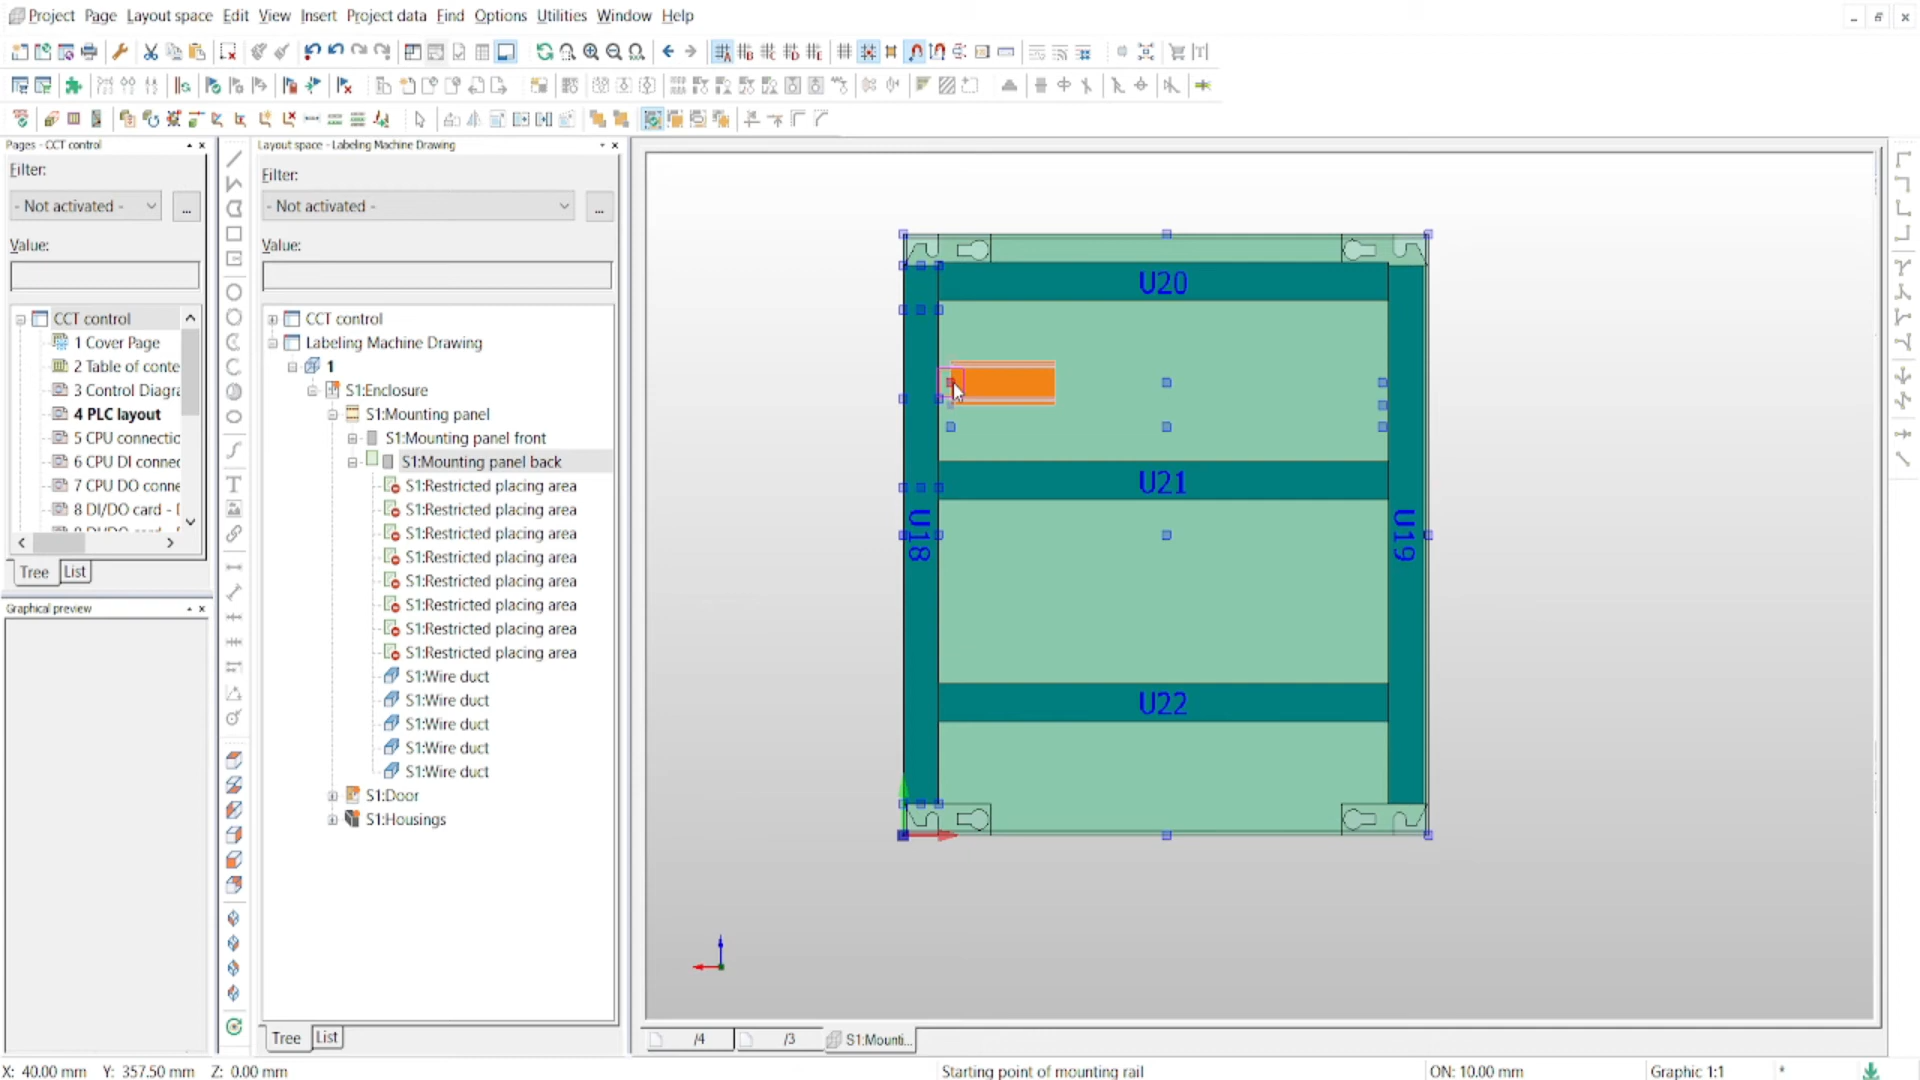 Project Page Layout space Edit View Insert Project data Find Options Utilities Window Help
Pages - CCT control
Filter:
- Not activated -
...
Value:
CCT control
1 Cover Page
2 Table of conte
3 Control Diagra
4 PLC layout
5 CPU connectic
6 CPU DI connec
7 CPU DO conne
8 DI/DO card - D
Tree
List
Graphical preview
Layout space - Labeling Machine Drawing
Filter:
- Not activated -
...
Value:
CCT control
Labeling Machine Drawing
1
S1:Enclosure
S1:Mounting panel
S1:Mounting panel front
S1:Mounting panel back
S1:Restricted placing area
S1:Restricted placing area
S1:Restricted placing area
S1:Restricted placing area
S1:Restricted placing area
S1:Restricted placing area
S1:Restricted placing area
S1:Restricted placing area
S1:Wire duct
S1:Wire duct
S1:Wire duct
S1:Wire duct
S1:Wire duct
S1:Door
S1:Housings
Tree
List
U20
U21
U18
U19
U22
/4
/3
S1:Mounti...
X: 40.00 mm Y: 357.50 mm Z: 0.00 mm
Starting point of mounting rail
ON: 10.00 mm
Graphic 1:1
*